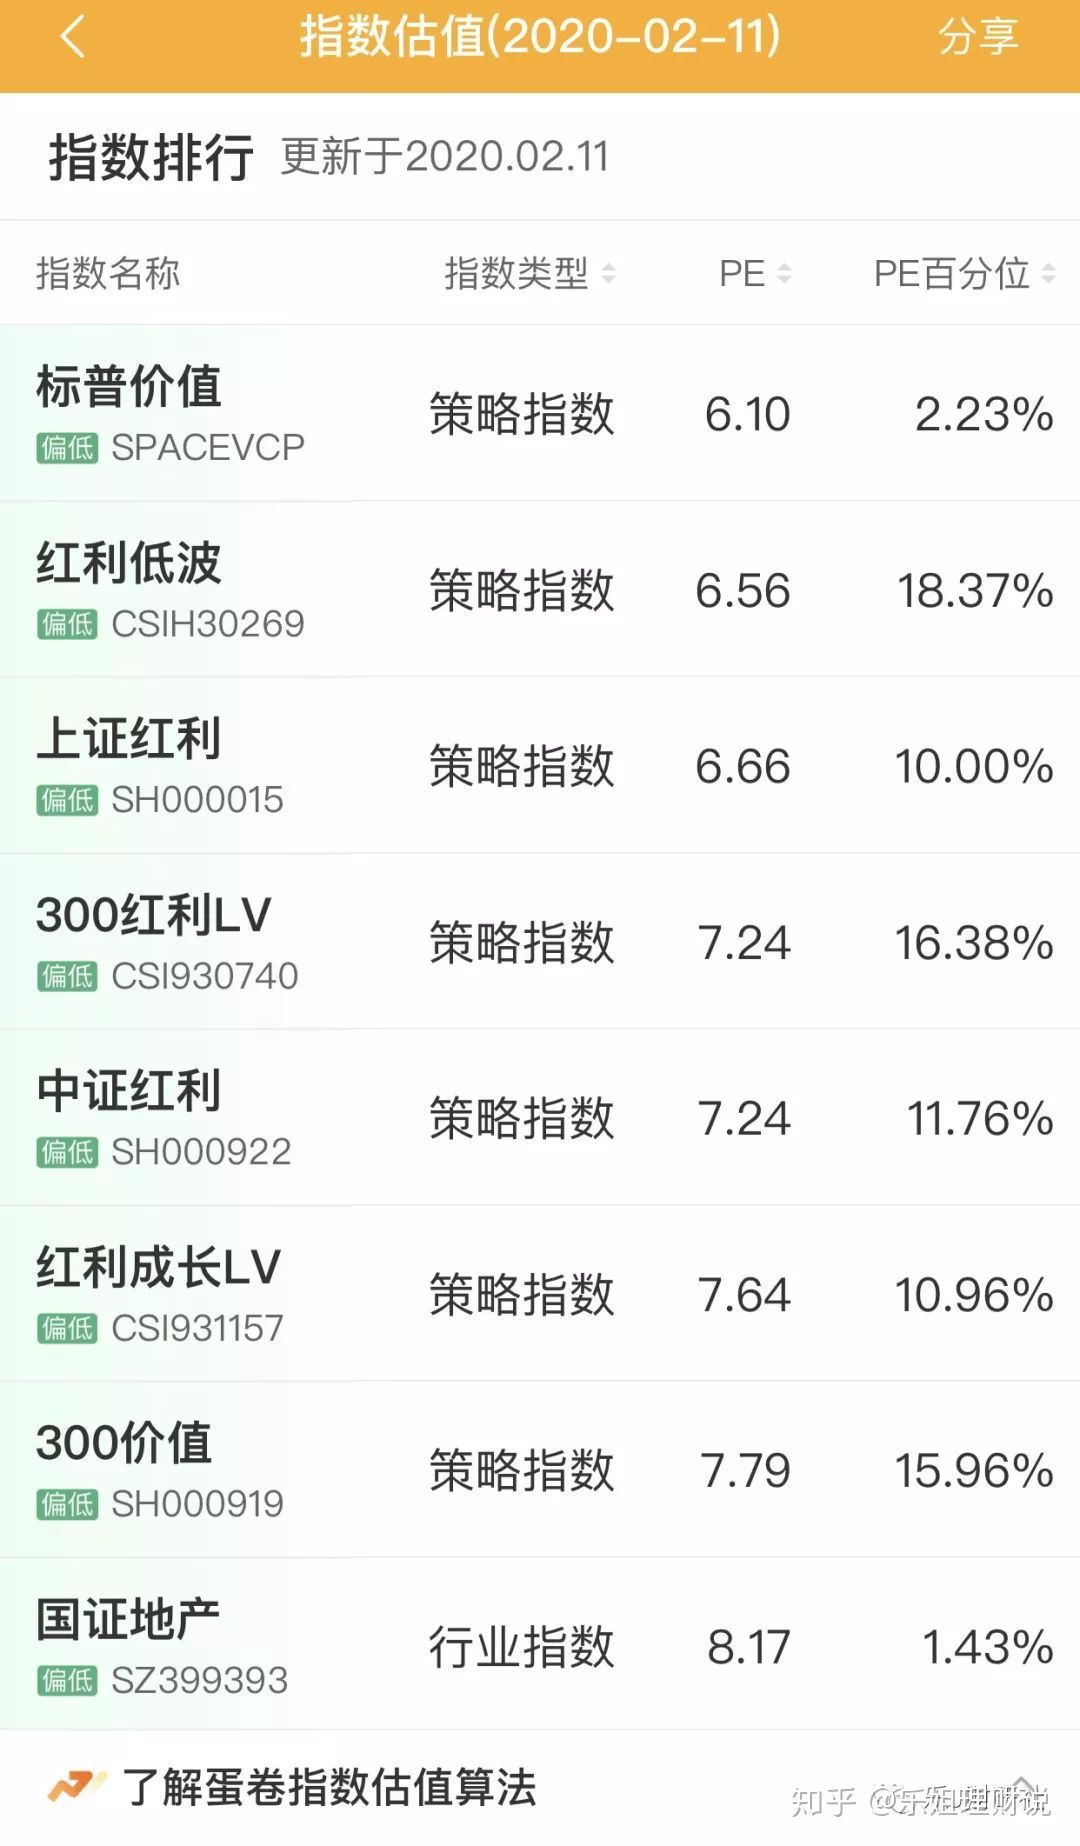 指数估值(2020-02-11)
分享
指数排行 更新于2020.02.11
指数名称 指数类型 PE PE百分位
标普价值
偏低 SPACEVCP 策略指数 6.10 2.23%
红利低波
偏低 CSIH30269 策略指数 6.56 18.37%
上证红利
偏低 SH000015 策略指数 6.66 10.00%
300红利LV
偏低 CSI930740 策略指数 7.24 16.38%
中证红利
偏低 SH000922 策略指数 7.24 11.76%
红利成长LV
偏低 CSI931157 策略指数 7.64 10.96%
300价值
偏低 SH000919 策略指数 7.79 15.96%
国证地产
偏低 SZ399393 行业指数 8.17 1.43%
了解蛋卷指数估值算法
知乎 @乐姐理财说